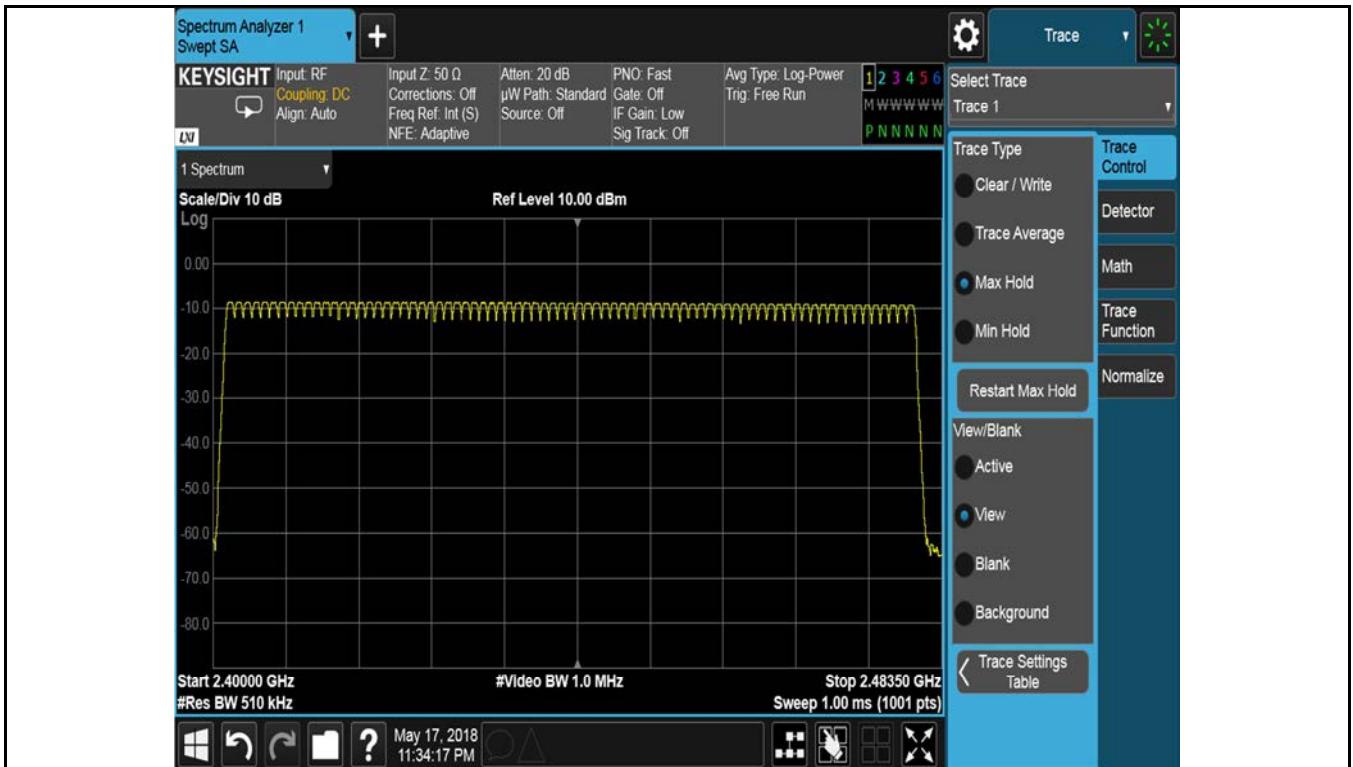 Spectrum Analyzer 1
Swept SA
Trace
KEYSIGHT
LXI
Input: RF
Coupling: DC
Align: Auto
Input Z: 50 Ω
Corrections: Off
Freq Ref: Int (S)
NFE: Adaptive
Atten: 20 dB
µW Path: Standard
Source: Off
PNO: Fast
Gate: Off
IF Gain: Low
Sig Track: Off
Avg Type: Log-Power
Trig: Free Run
1 2 3 4 5 6
M W W W W W
P N N N N N
Select Trace
Trace 1
1 Spectrum
Scale/Div 10 dB
Ref Level 10.00 dBm
Log
0.00
-10.0
-20.0
-30.0
-40.0
-50.0
-60.0
-70.0
-80.0
Start 2.40000 GHz
#Video BW 1.0 MHz
Stop 2.48350 GHz
#Res BW 510 kHz
Sweep 1.00 ms (1001 pts)
Trace Type
Clear / Write
Trace Average
Max Hold
Min Hold
Restart Max Hold
View/Blank
Active
View
Blank
Background
Trace Settings
Table
Trace
Control
Detector
Math
Trace
Function
Normalize
?
May 17, 2018
11:34:17 PM